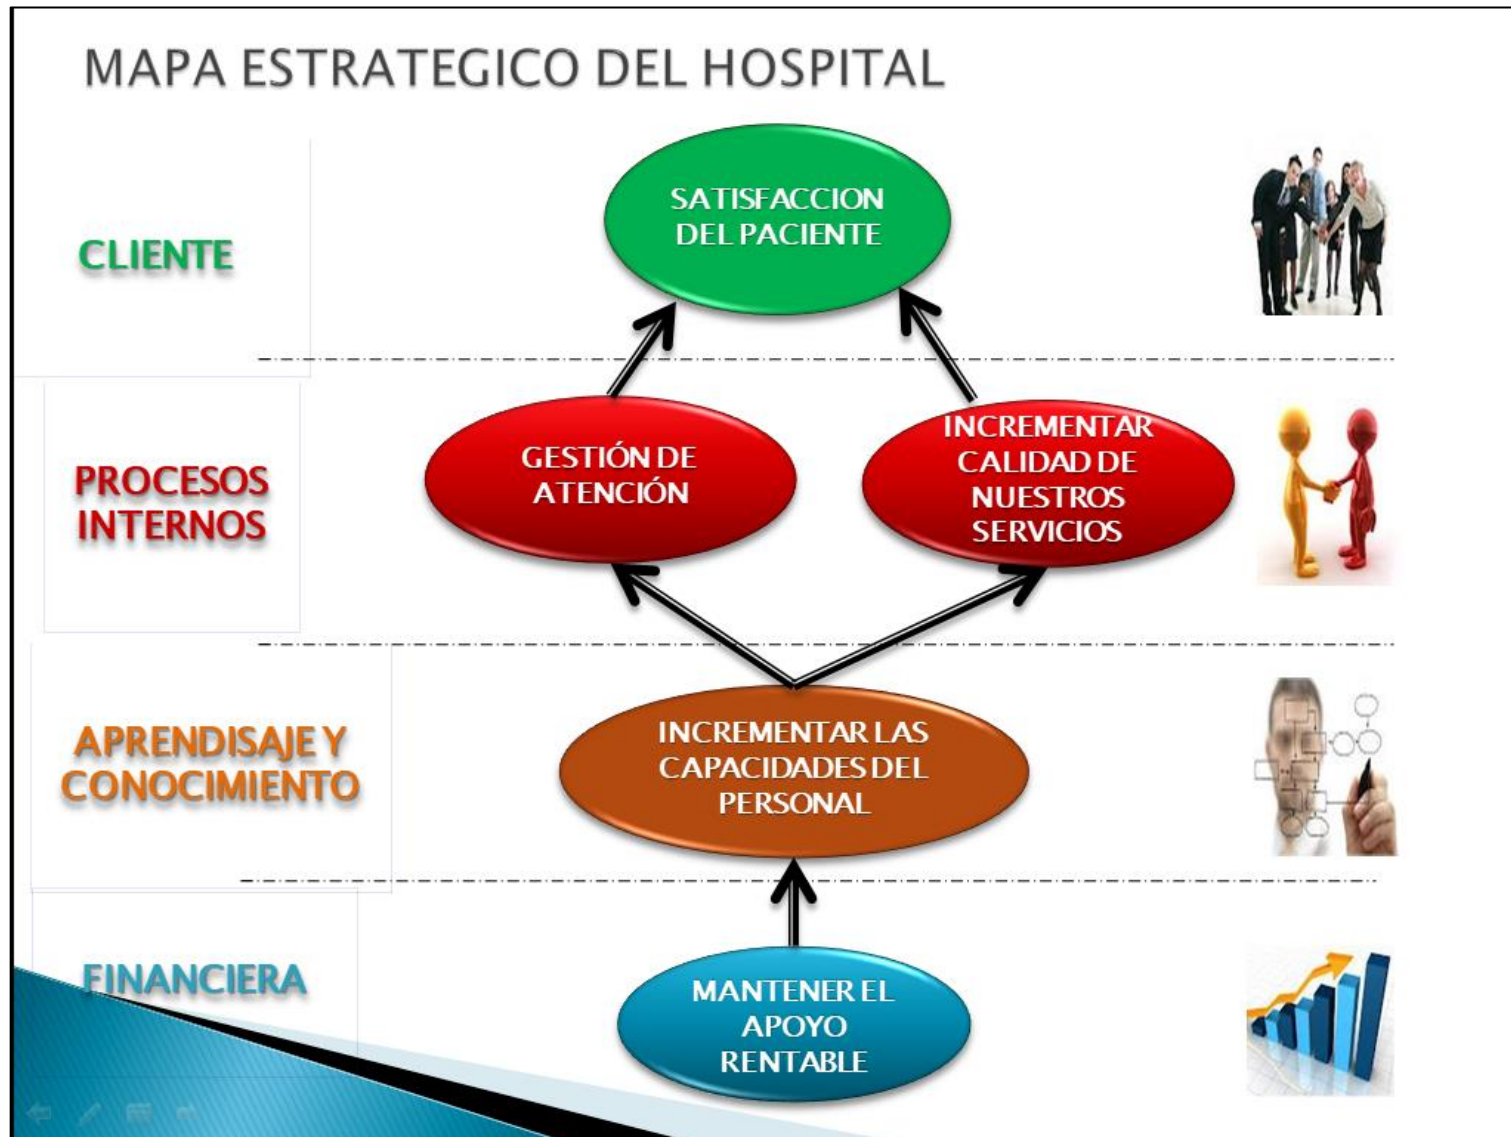 MAPA ESTRATEGICO DEL HOSPITAL
SATISFACCION
DEL PACIENTE
CLIENTE
GESTIÓN DE
ATENCIÓN
INCREMENTAR
CALIDAD DE
NUESTROS
SERVICIOS
PROCESOS
INTERNOS
INCREMENTAR LAS
CAPACIDADES DEL
PERSONAL
APRENDISAJE Y
CONOCIMIENTO
FINANCIERA
MANTENER EL
APOYO
RENTABLE